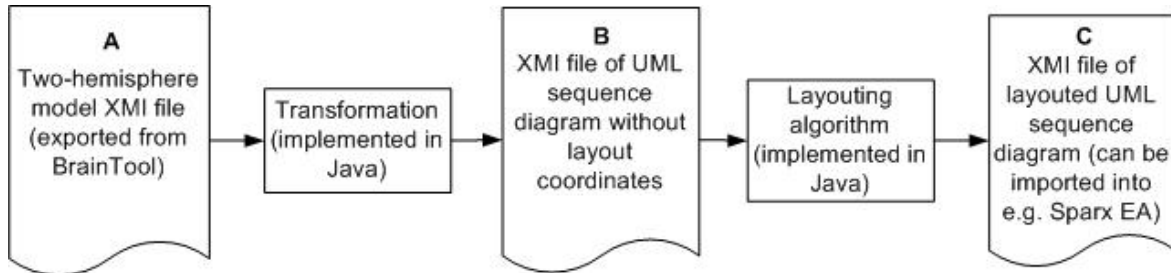 A
Two-hemisphere
model XMI file
(exported from
BrainTool)
Transformation
(implemented in
Java)
B
XMI file of UML
sequence
diagram without
layout
coordinates
Layouting
algorithm
(implemented in
Java)
C
XMI file of
layouted UML
sequence
diagram (can be
imported into
e.g. Sparx EA)